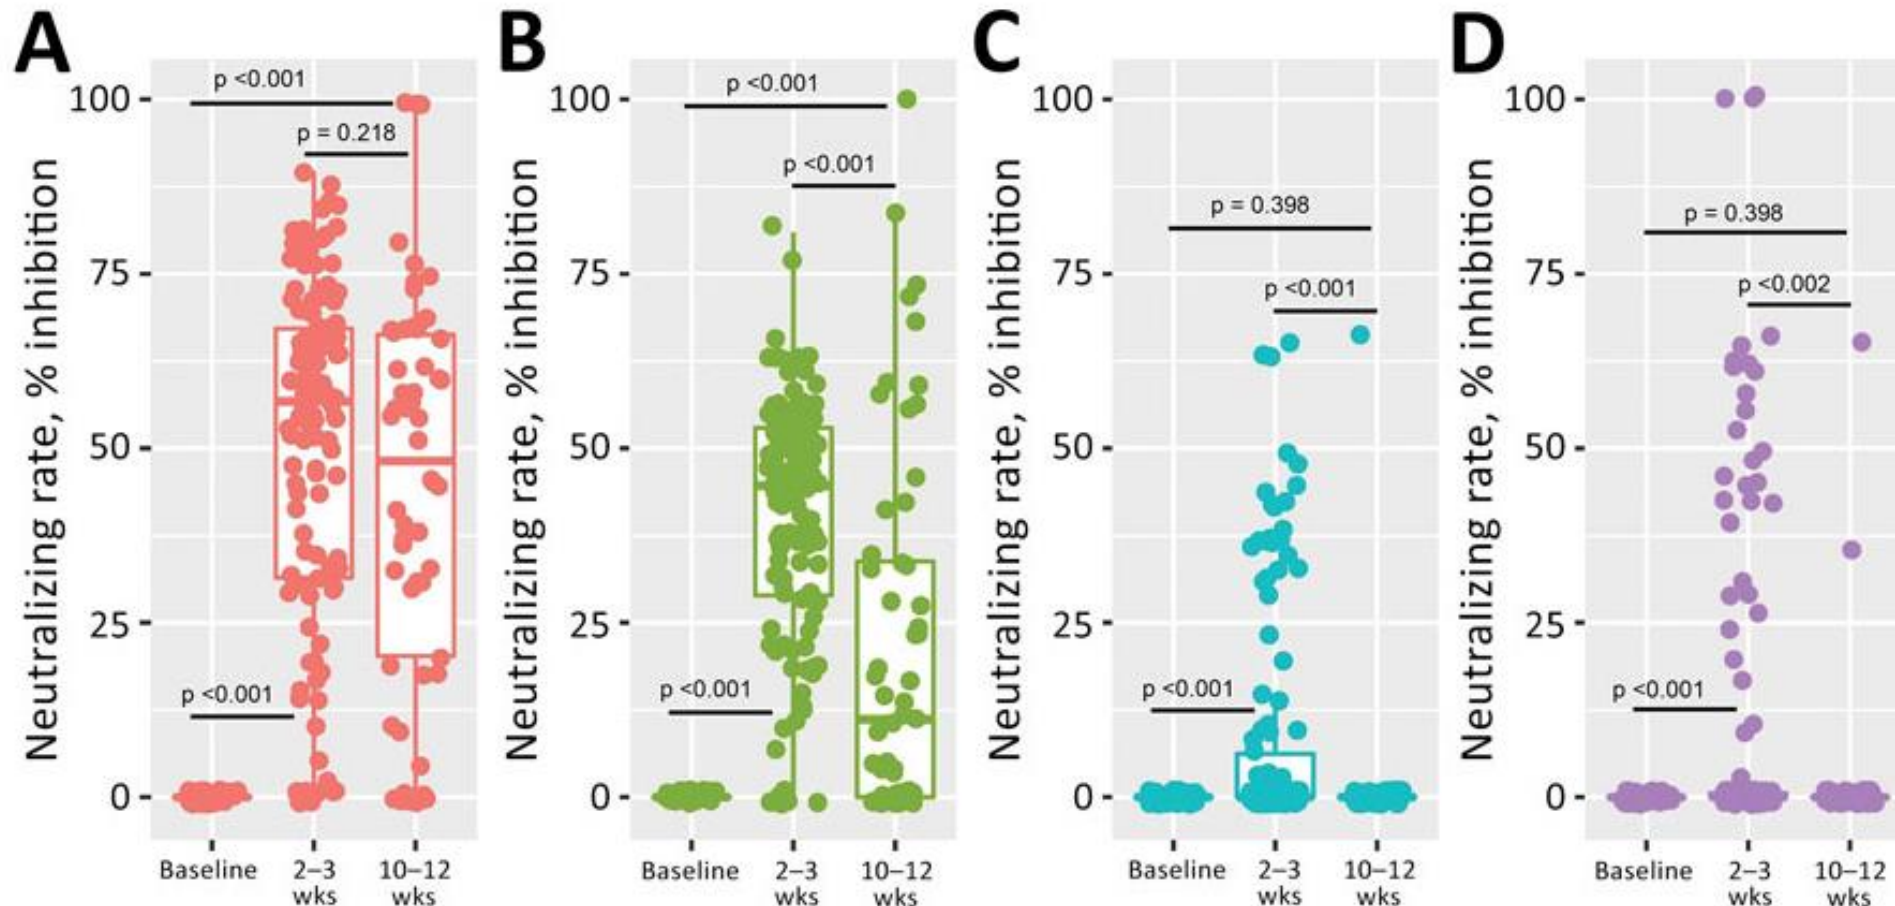 A
Neutralizing rate, % inhibition
100
75
50
25
0
p <0.001
p = 0.218
p <0.001
Baseline
2–3
wks
10–12
wks
B
Neutralizing rate, % inhibition
100
75
50
25
0
p <0.001
p <0.001
p <0.001
Baseline
2–3
wks
10–12
wks
C
Neutralizing rate, % inhibition
100
75
50
25
0
p = 0.398
p <0.001
p <0.001
Baseline
2–3
wks
10–12
wks
D
Neutralizing rate, % inhibition
100
75
50
25
0
p = 0.398
p <0.002
p <0.001
Baseline
2–3
wks
10–12
wks